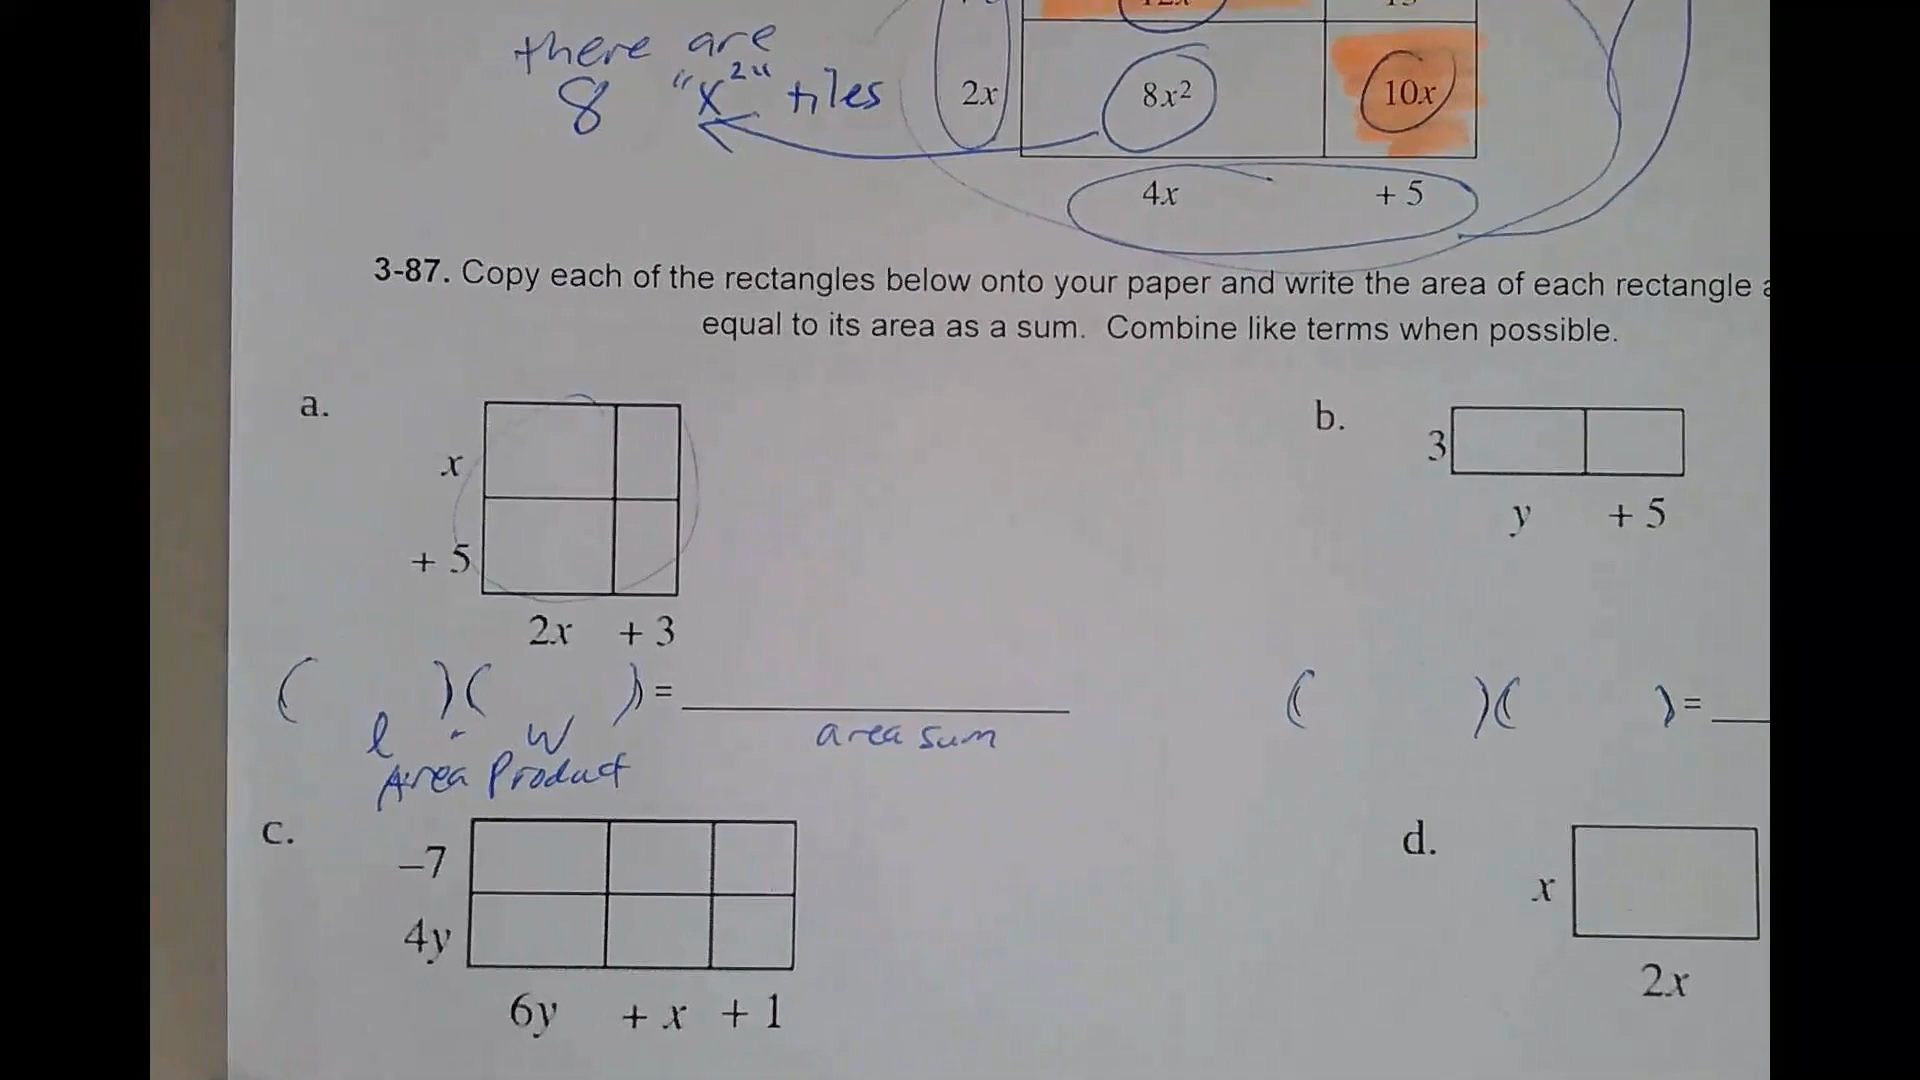 there are
8 "x²" tiles
2x 8x² 10x
4x + 5
3-87. Copy each of the rectangles below onto your paper and write the area of each rectangle
equal to its area as a sum. Combine like terms when possible.
a.
x
+ 5
2x + 3
( )( ) =
l · w
area sum
Area Product
b.
3
y + 5
( )( ) =
c.
–7
4y
6y + x + 1
d.
x
2x